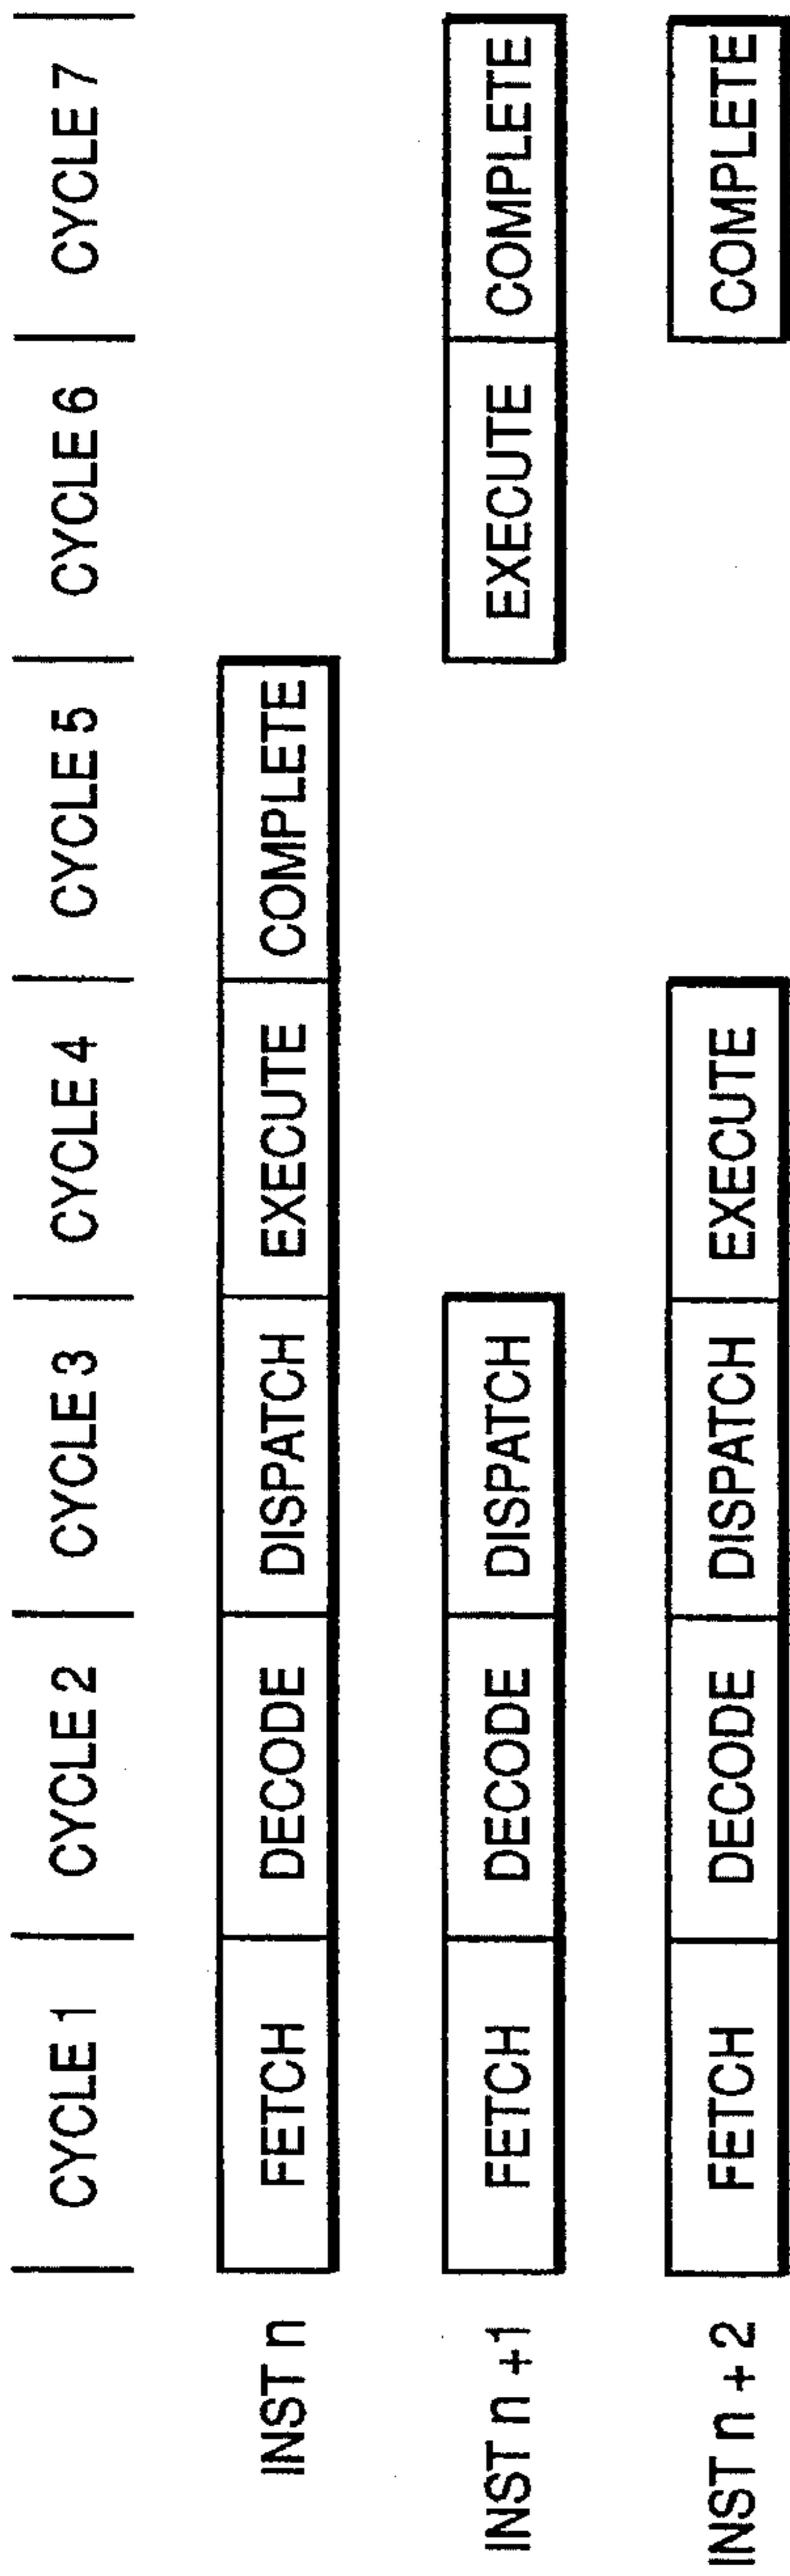 CYCLE 1 CYCLE 2 CYCLE 3 CYCLE 4 CYCLE 5 CYCLE 6 CYCLE 7
INST n FETCH DECODE DISPATCH EXECUTE COMPLETE
INST n +1 FETCH DECODE DISPATCH EXECUTE COMPLETE
INST n + 2 FETCH DECODE DISPATCH EXECUTE COMPLETE